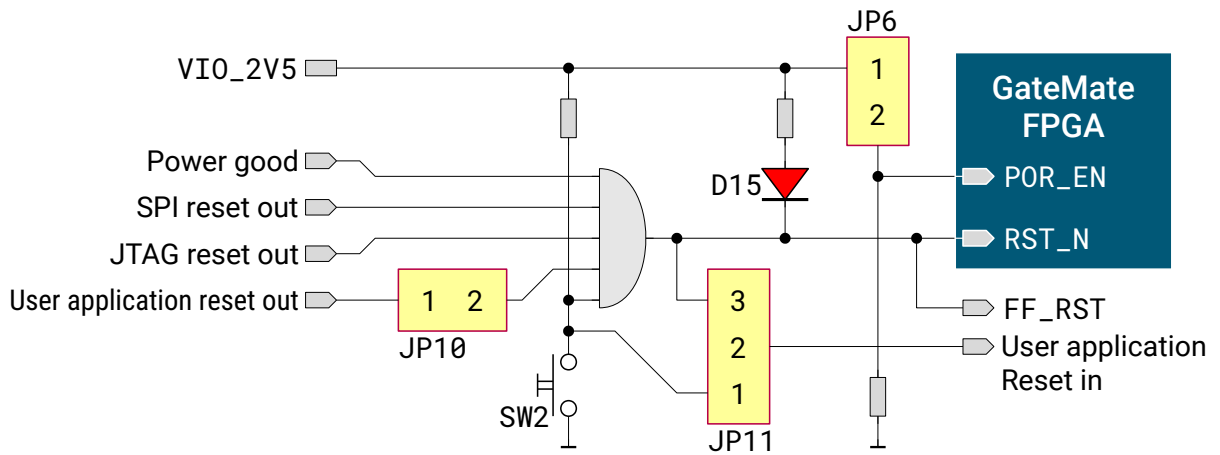 JP6
VIO_2V5
1
2
GateMate
FPGA
Power good
D15
POR_EN
SPI reset out
JTAG reset out
RST_N
User application reset out
1 2
JP10
3
2
1
JP11
FF_RST
User application
Reset in
SW2